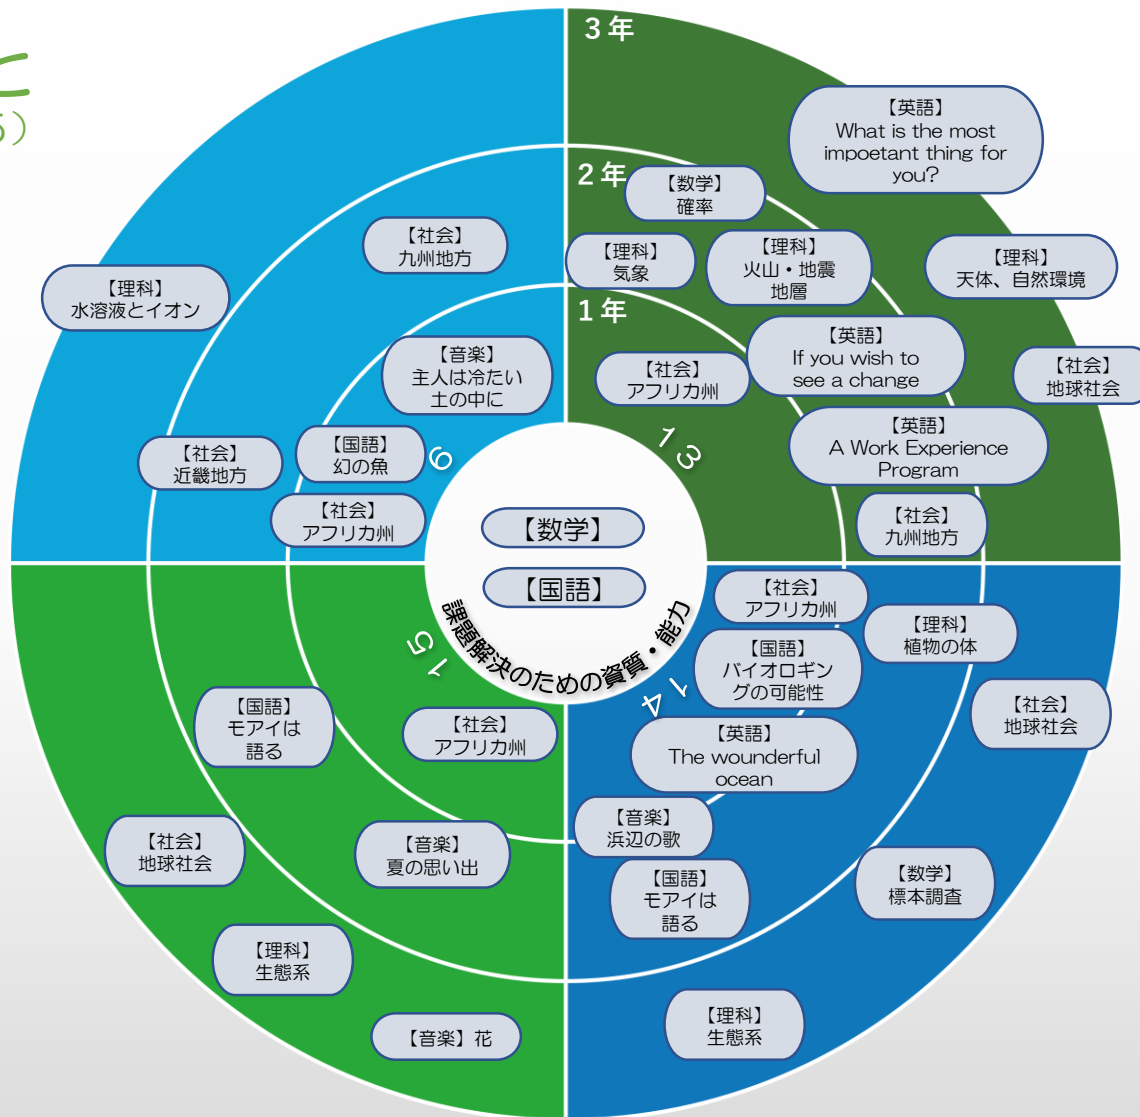 5）
3年
【英語】
What is the most
impoetant thing for
you?
2年
【数学】
確率
【社会】
九州地方
【理科】
気象
【理科】
火山・地震
地層
【理科】
天体、自然環境
【理科】
水溶液とイオン
1年
【英語】
If you wish to
see a change
【音楽】
主人は冷たい
土の中に
【社会】
アフリカ州
【社会】
地球社会
【英語】
A Work Experience
Program
【国語】
幻の魚
【社会】
近畿地方
6
13
【社会】
アフリカ州
【社会】
九州地方
【数学】
【国語】
課題解決のための資質・能力
【社会】
アフリカ州
【理科】
植物の体
15
14
【国語】
バイオロギン
グの可能性
【社会】
地球社会
【国語】
モアイは
語る
【社会】
アフリカ州
【英語】
The wounderful
ocean
【音楽】
浜辺の歌
【社会】
地球社会
【音楽】
夏の思い出
【国語】
モアイは
語る
【数学】
標本調査
【理科】
生態系
【音楽】花
【理科】
生態系